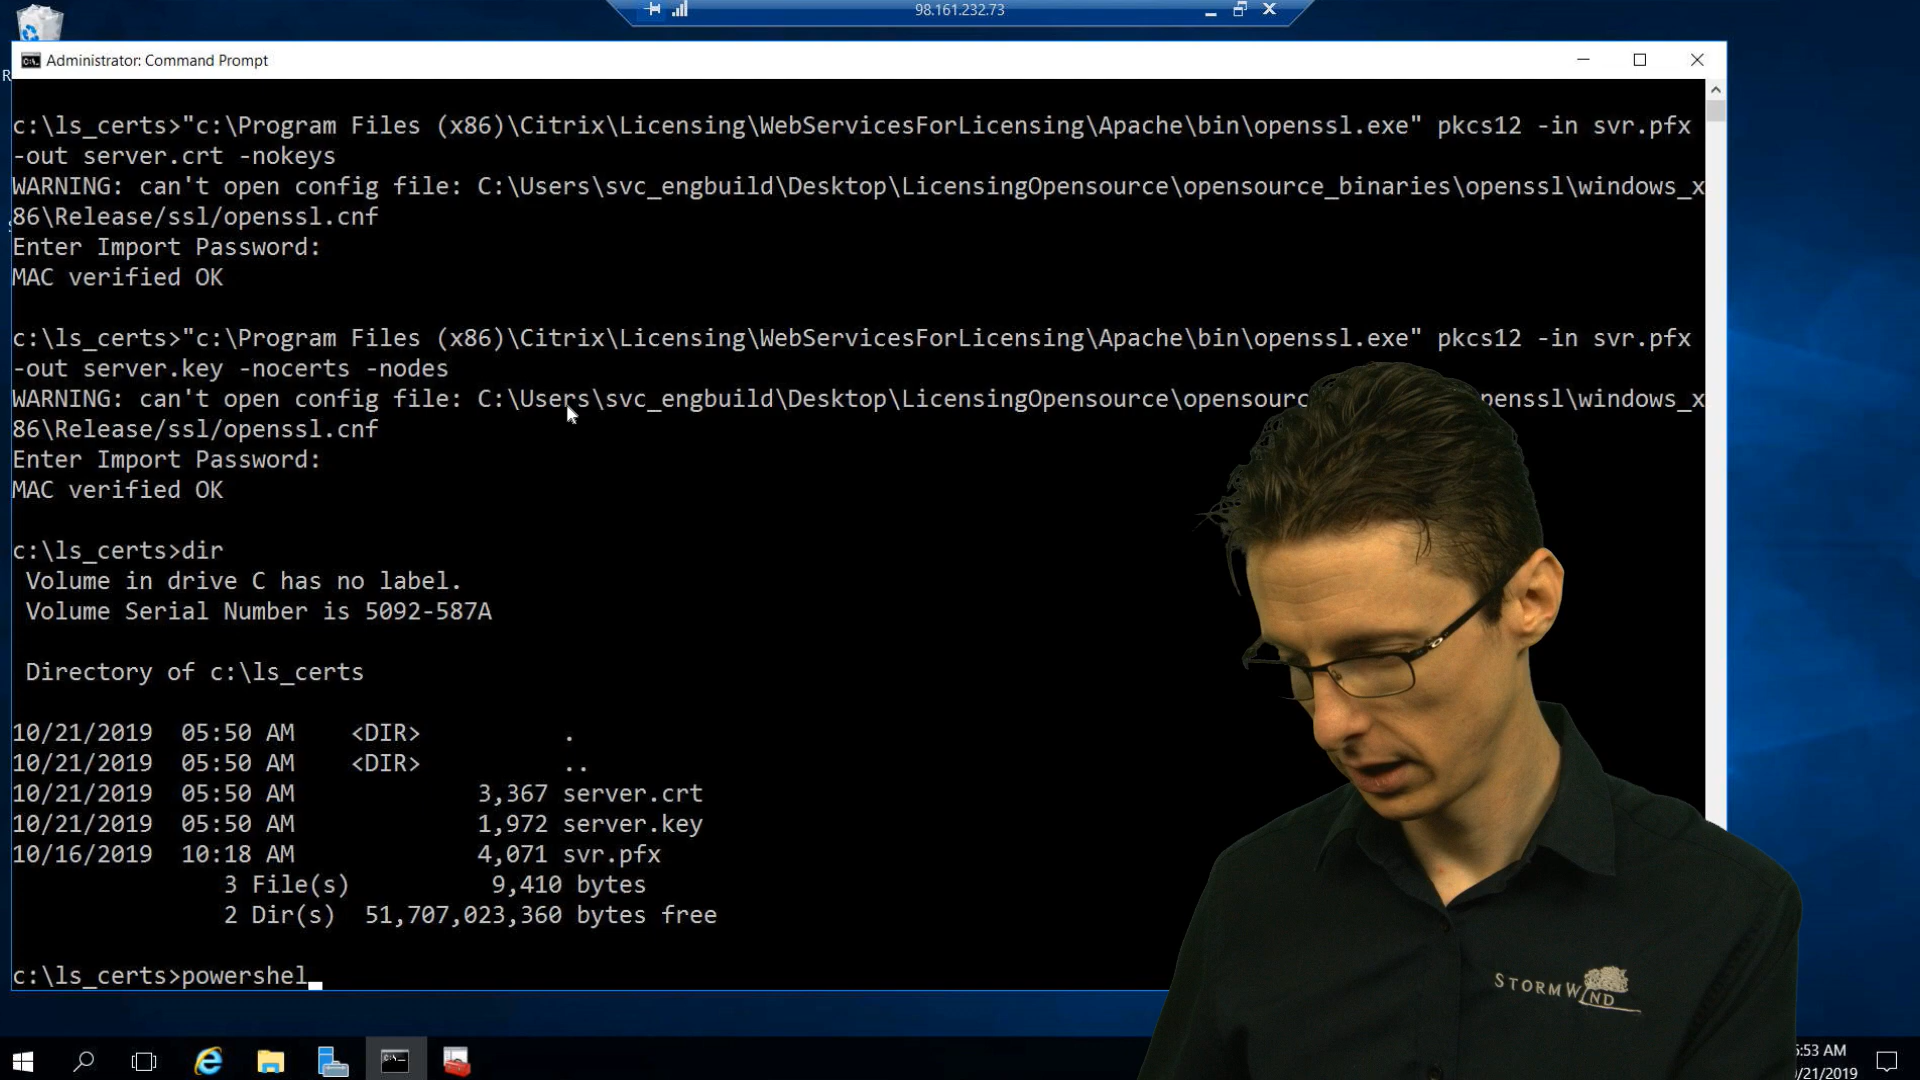 98.161.232.73
Administrator: Command Prompt
c:\ls_certs>"c:\Program Files (x86)\Citrix\Licensing\WebServicesForLicensing\Apache\bin\openssl.exe" pkcs12 -in svr.pfx
-out server.crt -nokeys
WARNING: can't open config file: C:\Users\svc_engbuild\Desktop\LicensingOpensource\opensource_binaries\openssl\windows_x
86\Release/ssl/openssl.cnf
Enter Import Password:
MAC verified OK
c:\ls_certs>"c:\Program Files (x86)\Citrix\Licensing\WebServicesForLicensing\Apache\bin\openssl.exe" pkcs12 -in svr.pfx
-out server.key -nocerts -nodes
WARNING: can't open config file: C:\Users\svc_engbuild\Desktop\LicensingOpensource\opensourc penssl\windows_x
86\Release/ssl/openssl.cnf
Enter Import Password:
MAC verified OK
c:\ls_certs>dir
Volume in drive C has no label.
Volume Serial Number is 5092-587A
Directory of c:\ls_certs
10/21/2019 05:50 AM <DIR> .
10/21/2019 05:50 AM <DIR> ..
10/21/2019 05:50 AM 3,367 server.crt
10/21/2019 05:50 AM 1,972 server.key
10/16/2019 10:18 AM 4,071 svr.pfx
3 File(s) 9,410 bytes
2 Dir(s) 51,707,023,360 bytes free
c:\ls_certs>powershel_
STORMWIND
:53 AM
/21/2019